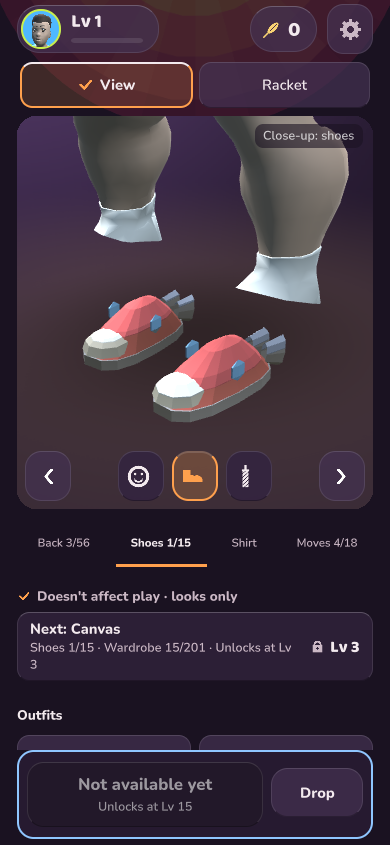 Lv 1
0
View
Racket
Close-up: shoes
Back 3/56
Shoes 1/15
Shirt
Moves 4/18
Doesn't affect play · looks only
Next: Canvas
Shoes 1/15 · Wardrobe 15/201 · Unlocks at Lv
3
Lv 3
Outfits
Not available yet
Unlocks at Lv 15
Drop